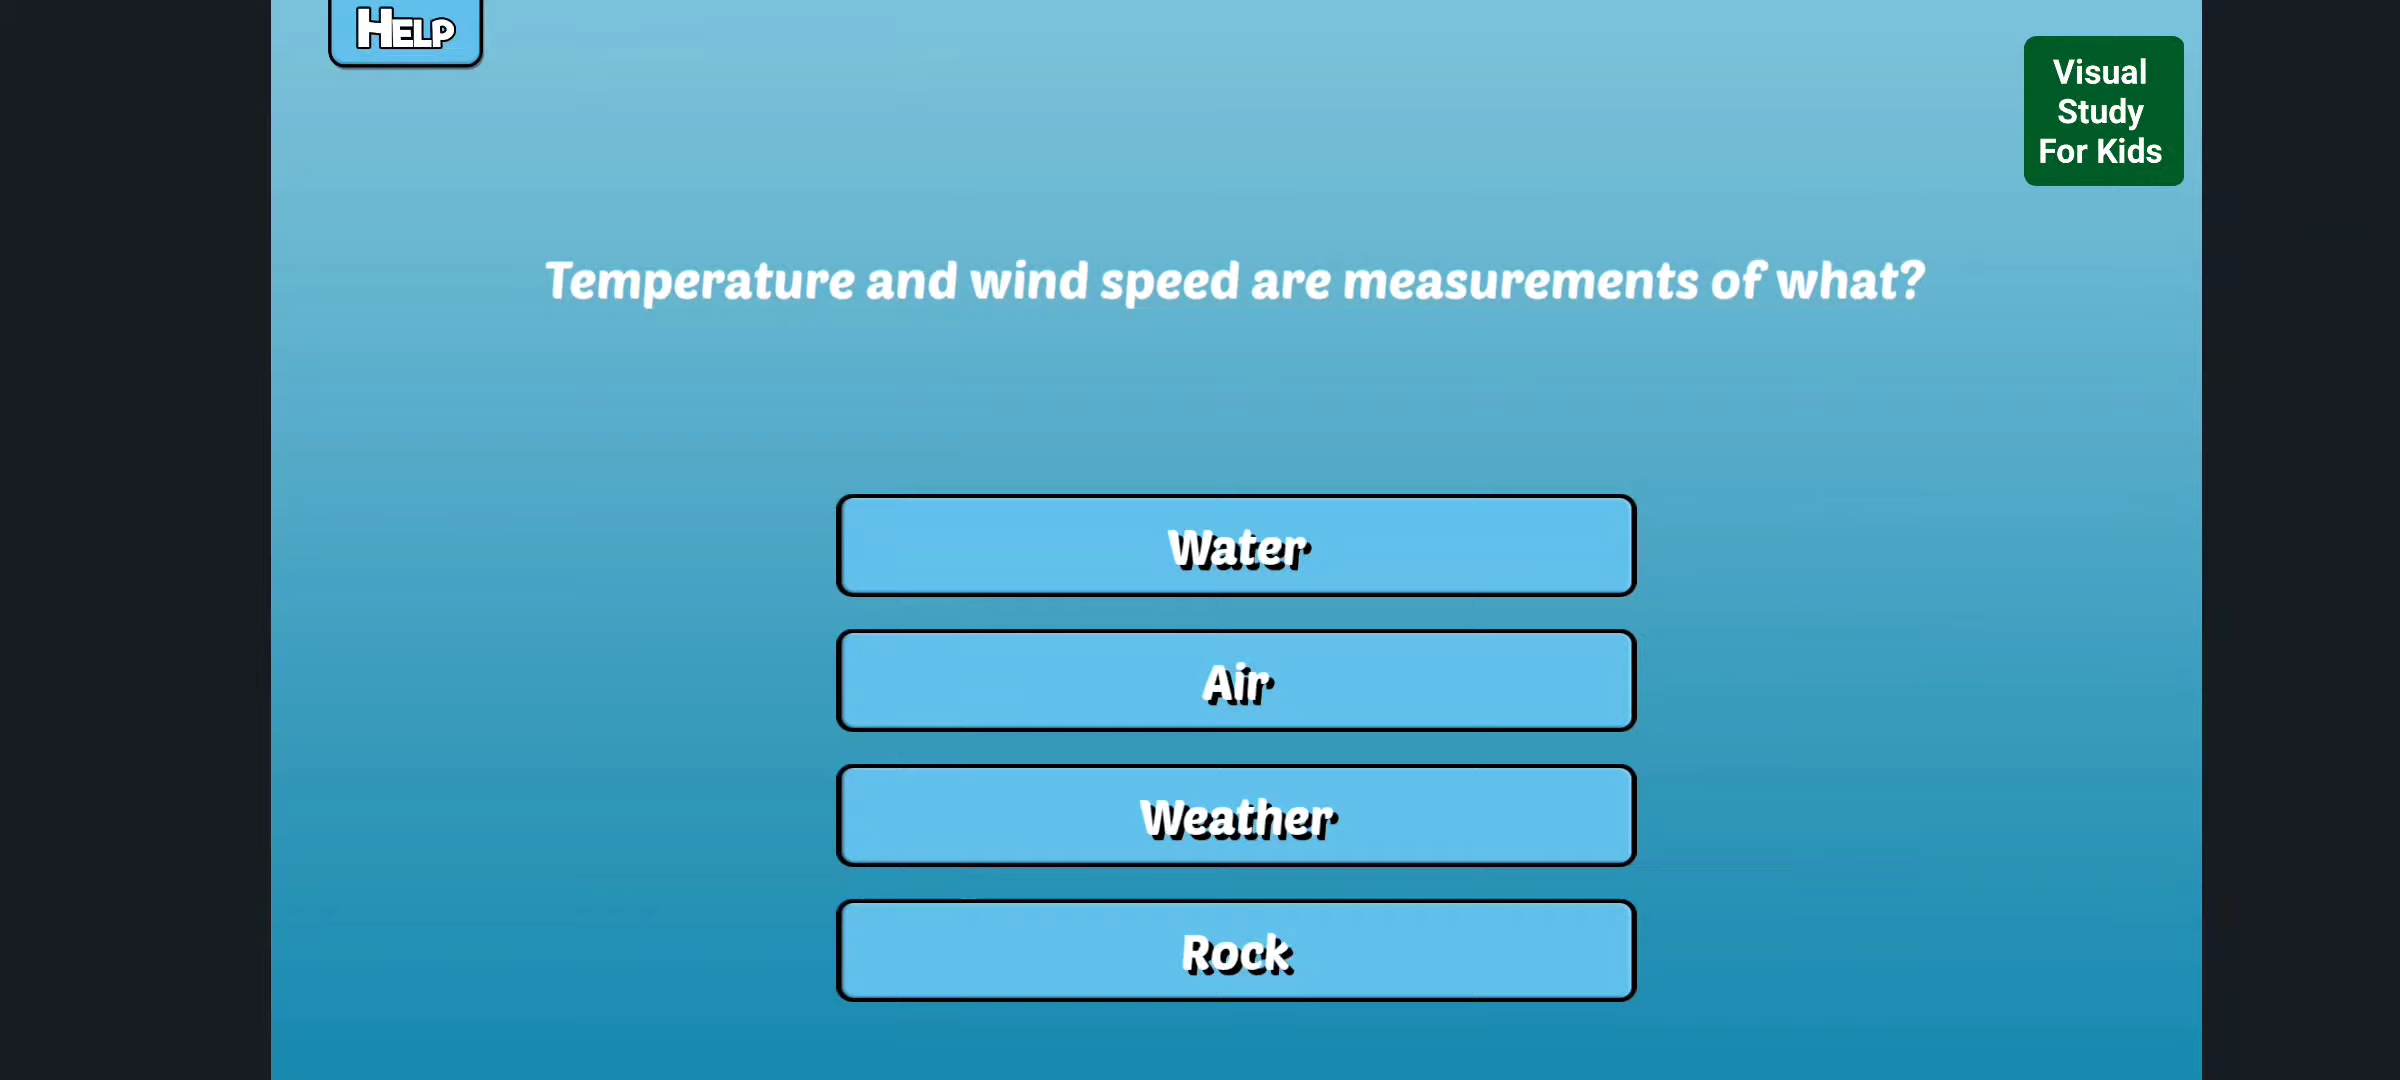 Help
Visual
Study
For Kids
Temperature and wind speed are measurements of what?
Water
Air
Weather
Rock